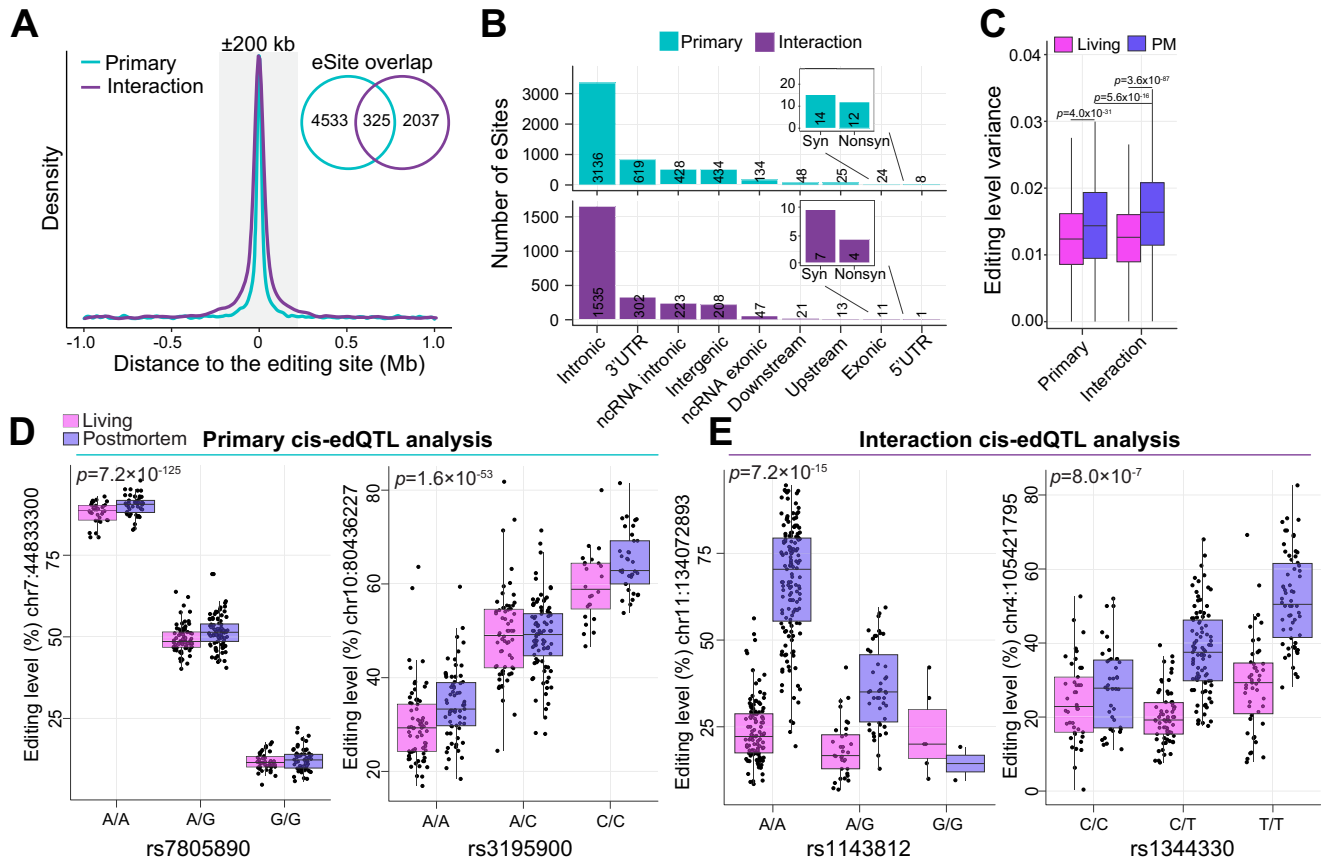 A
±200 kb
Primary
Interaction
eSite overlap
4533 325 2037
Density
-1.0 -0.5 0 0.5 1.0
Distance to the editing site (Mb)
B
Primary Interaction
Number of eSites
3000
2000
1000
0
3136 619 428 434 134 48 25 24 8
20
10
0
14 12
Syn Nonsyn
1500
1000
500
0
1535 302 223 208 47 21 13 11 1
10
5
0
7 4
Syn Nonsyn
Intronic 3'UTR ncRNA intronic Intergenic ncRNA exonic Downstream Upstream Exonic 5'UTR
C
Living PM
Editing level variance
0.04
0.03
0.02
0.01
0.00
p=3.6x10-87
p=5.6x10-16
p=4.0x10-31
Primary Interaction
D
Living
Postmortem
Primary cis-edQTL analysis
p=7.2×10-125
Editing level (%) chr7:44833300
75
50
25
A/A A/G G/G
rs7805890
p=1.6×10-53
Editing level (%) chr10:80436227
80
60
40
20
A/A A/C C/C
rs3195900
E
Interaction cis-edQTL analysis
p=7.2×10-15
Editing level (%) chr11:134072893
75
50
25
A/A A/G G/G
rs1143812
p=8.0×10-7
Editing level (%) chr4:105421795
80
60
40
20
0
C/C C/T T/T
rs1344330